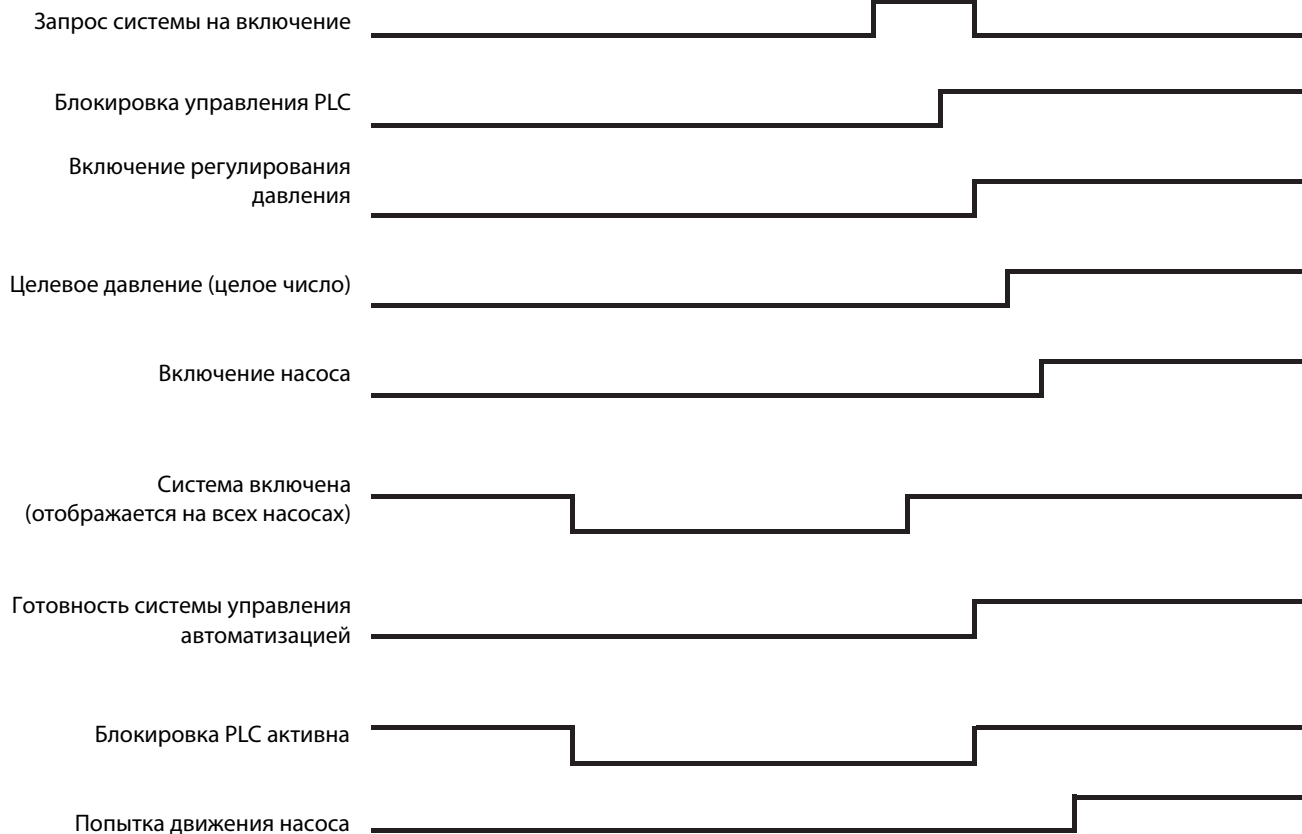 Запрос системы на включение
Блокировка управления PLC
Включение регулирования
давления
Целевое давление (целое число)
Включение насоса
Система включена
(отображается на всех насосах)
Готовность системы управления
автоматизацией
Блокировка PLC активна
Попытка движения насоса